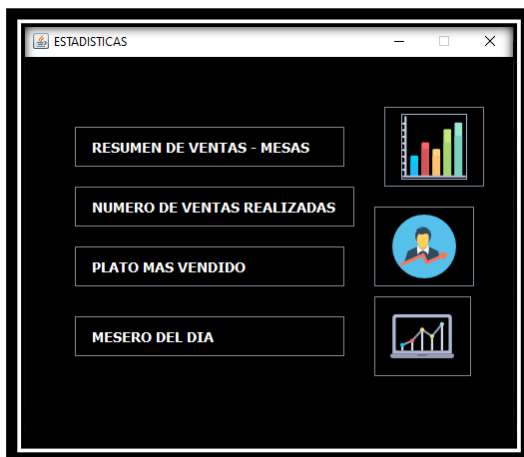 ESTADISTICAS
RESUMEN DE VENTAS - MESAS
NUMERO DE VENTAS REALIZADAS
PLATO MAS VENDIDO
MESERO DEL DIA